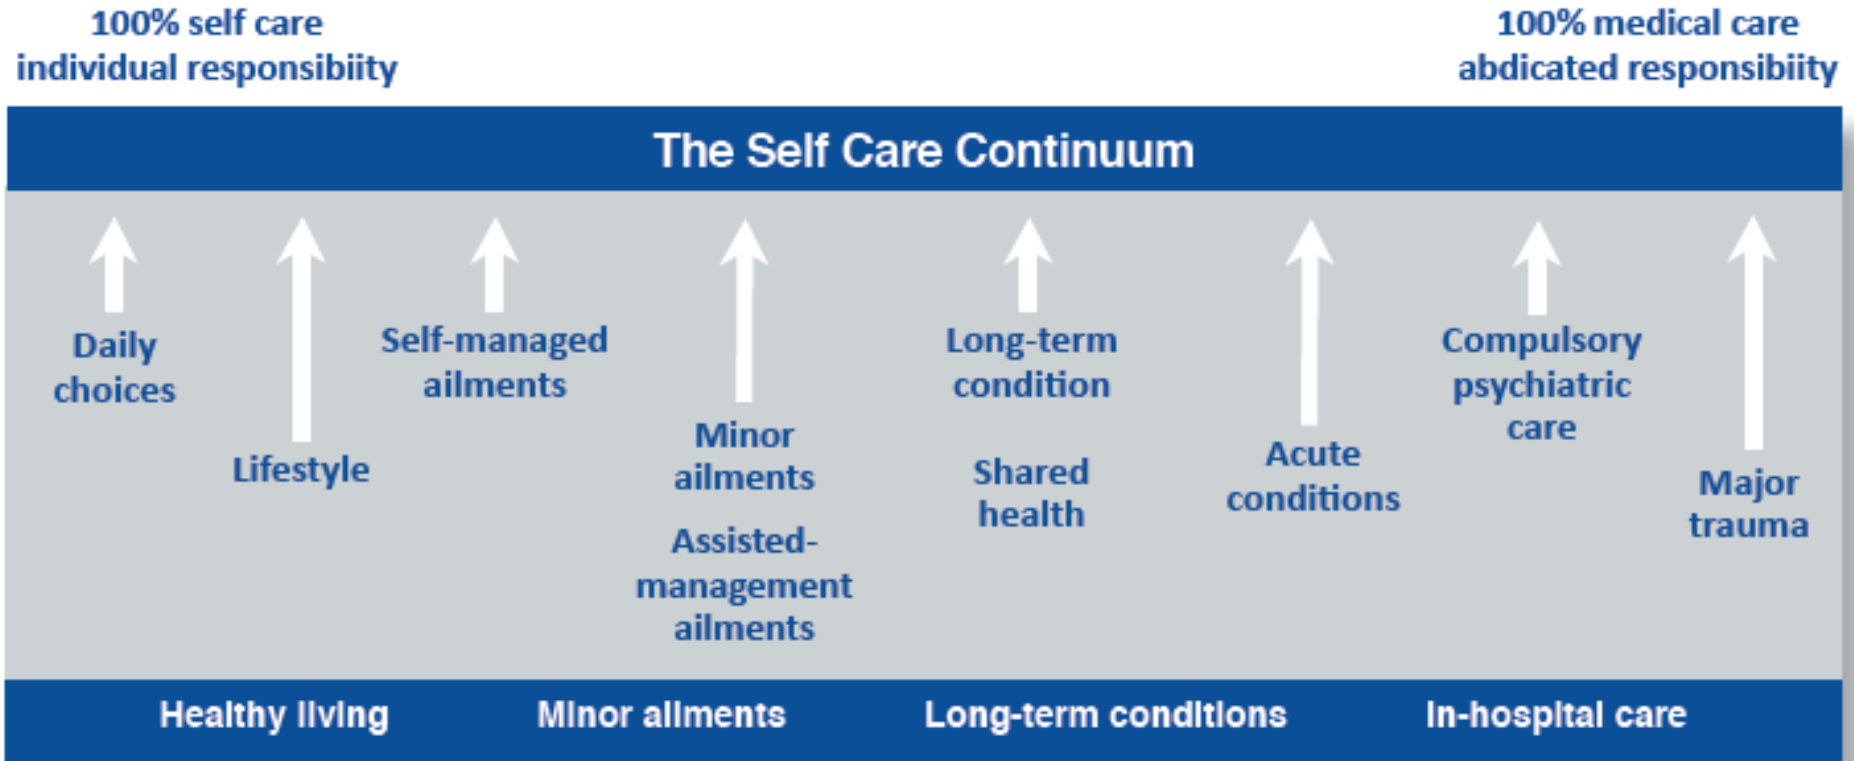 100% self care
individual responsibiity
100% medical care
abdicated responsibiity
The Self Care Continuum
Daily
choices
Lifestyle
Self-managed
ailments
Minor
ailments
Assisted-
management
ailments
Long-term
condition
Shared
health
Acute
conditions
Compulsory
psychiatric
care
Major
trauma
Healthy living
Minor ailments
Long-term conditions
In-hospital care